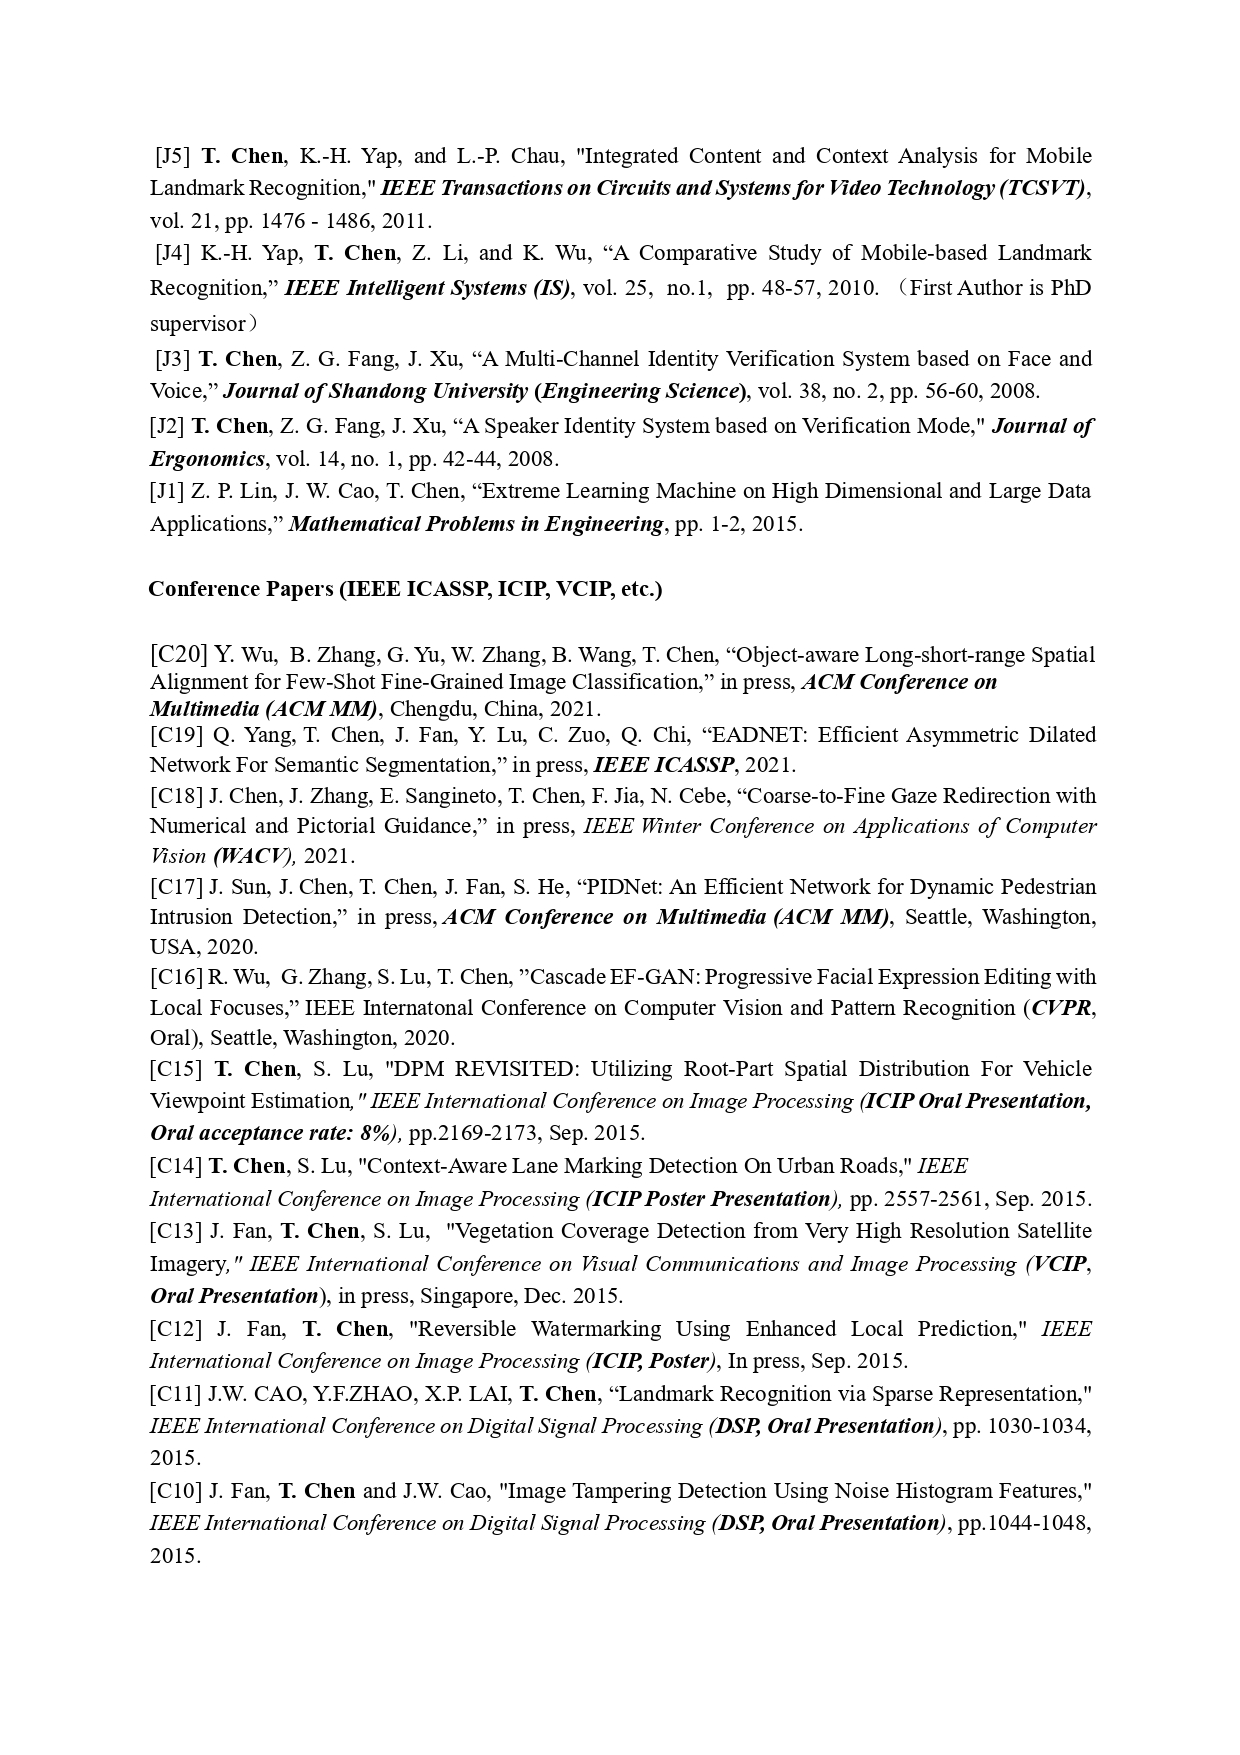 [J5] T. Chen, K.-H. Yap, and L.-P. Chau, "Integrated Content and Context Analysis for Mobile
Landmark Recognition," IEEE Transactions on Circuits and Systems for Video Technology (TCSVT),
vol. 21, pp. 1476 - 1486, 2011.
[J4] K.-H. Yap, T. Chen, Z. Li, and K. Wu, “A Comparative Study of Mobile-based Landmark
Recognition,” IEEE Intelligent Systems (IS), vol. 25, no.1, pp. 48-57, 2010. （First Author is PhD
supervisor）
[J3] T. Chen, Z. G. Fang, J. Xu, “A Multi-Channel Identity Verification System based on Face and
Voice,” Journal of Shandong University (Engineering Science), vol. 38, no. 2, pp. 56-60, 2008.
[J2] T. Chen, Z. G. Fang, J. Xu, “A Speaker Identity System based on Verification Mode," Journal of
Ergonomics, vol. 14, no. 1, pp. 42-44, 2008.
[J1] Z. P. Lin, J. W. Cao, T. Chen, “Extreme Learning Machine on High Dimensional and Large Data
Applications,” Mathematical Problems in Engineering, pp. 1-2, 2015.
Conference Papers (IEEE ICASSP, ICIP, VCIP, etc.)
[C20] Y. Wu, B. Zhang, G. Yu, W. Zhang, B. Wang, T. Chen, “Object-aware Long-short-range Spatial
Alignment for Few-Shot Fine-Grained Image Classification,” in press, ACM Conference on
Multimedia (ACM MM), Chengdu, China, 2021.
[C19] Q. Yang, T. Chen, J. Fan, Y. Lu, C. Zuo, Q. Chi, “EADNET: Efficient Asymmetric Dilated
Network For Semantic Segmentation,” in press, IEEE ICASSP, 2021.
[C18] J. Chen, J. Zhang, E. Sangineto, T. Chen, F. Jia, N. Cebe, “Coarse-to-Fine Gaze Redirection with
Numerical and Pictorial Guidance,” in press, IEEE Winter Conference on Applications of Computer
Vision (WACV), 2021.
[C17] J. Sun, J. Chen, T. Chen, J. Fan, S. He, “PIDNet: An Efficient Network for Dynamic Pedestrian
Intrusion Detection,” in press, ACM Conference on Multimedia (ACM MM), Seattle, Washington,
USA, 2020.
[C16] R. Wu, G. Zhang, S. Lu, T. Chen, ”Cascade EF-GAN: Progressive Facial Expression Editing with
Local Focuses,” IEEE Internatonal Conference on Computer Vision and Pattern Recognition (CVPR,
Oral), Seattle, Washington, 2020.
[C15] T. Chen, S. Lu, "DPM REVISITED: Utilizing Root-Part Spatial Distribution For Vehicle
Viewpoint Estimation," IEEE International Conference on Image Processing (ICIP Oral Presentation,
Oral acceptance rate: 8%), pp.2169-2173, Sep. 2015.
[C14] T. Chen, S. Lu, "Context-Aware Lane Marking Detection On Urban Roads," IEEE
International Conference on Image Processing (ICIP Poster Presentation), pp. 2557-2561, Sep. 2015.
[C13] J. Fan, T. Chen, S. Lu, "Vegetation Coverage Detection from Very High Resolution Satellite
Imagery," IEEE International Conference on Visual Communications and Image Processing (VCIP,
Oral Presentation), in press, Singapore, Dec. 2015.
[C12] J. Fan, T. Chen, "Reversible Watermarking Using Enhanced Local Prediction," IEEE
International Conference on Image Processing (ICIP, Poster), In press, Sep. 2015.
[C11] J.W. CAO, Y.F.ZHAO, X.P. LAI, T. Chen, “Landmark Recognition via Sparse Representation,"
IEEE International Conference on Digital Signal Processing (DSP, Oral Presentation), pp. 1030-1034,
2015.
[C10] J. Fan, T. Chen and J.W. Cao, "Image Tampering Detection Using Noise Histogram Features,"
IEEE International Conference on Digital Signal Processing (DSP, Oral Presentation), pp.1044-1048,
2015.